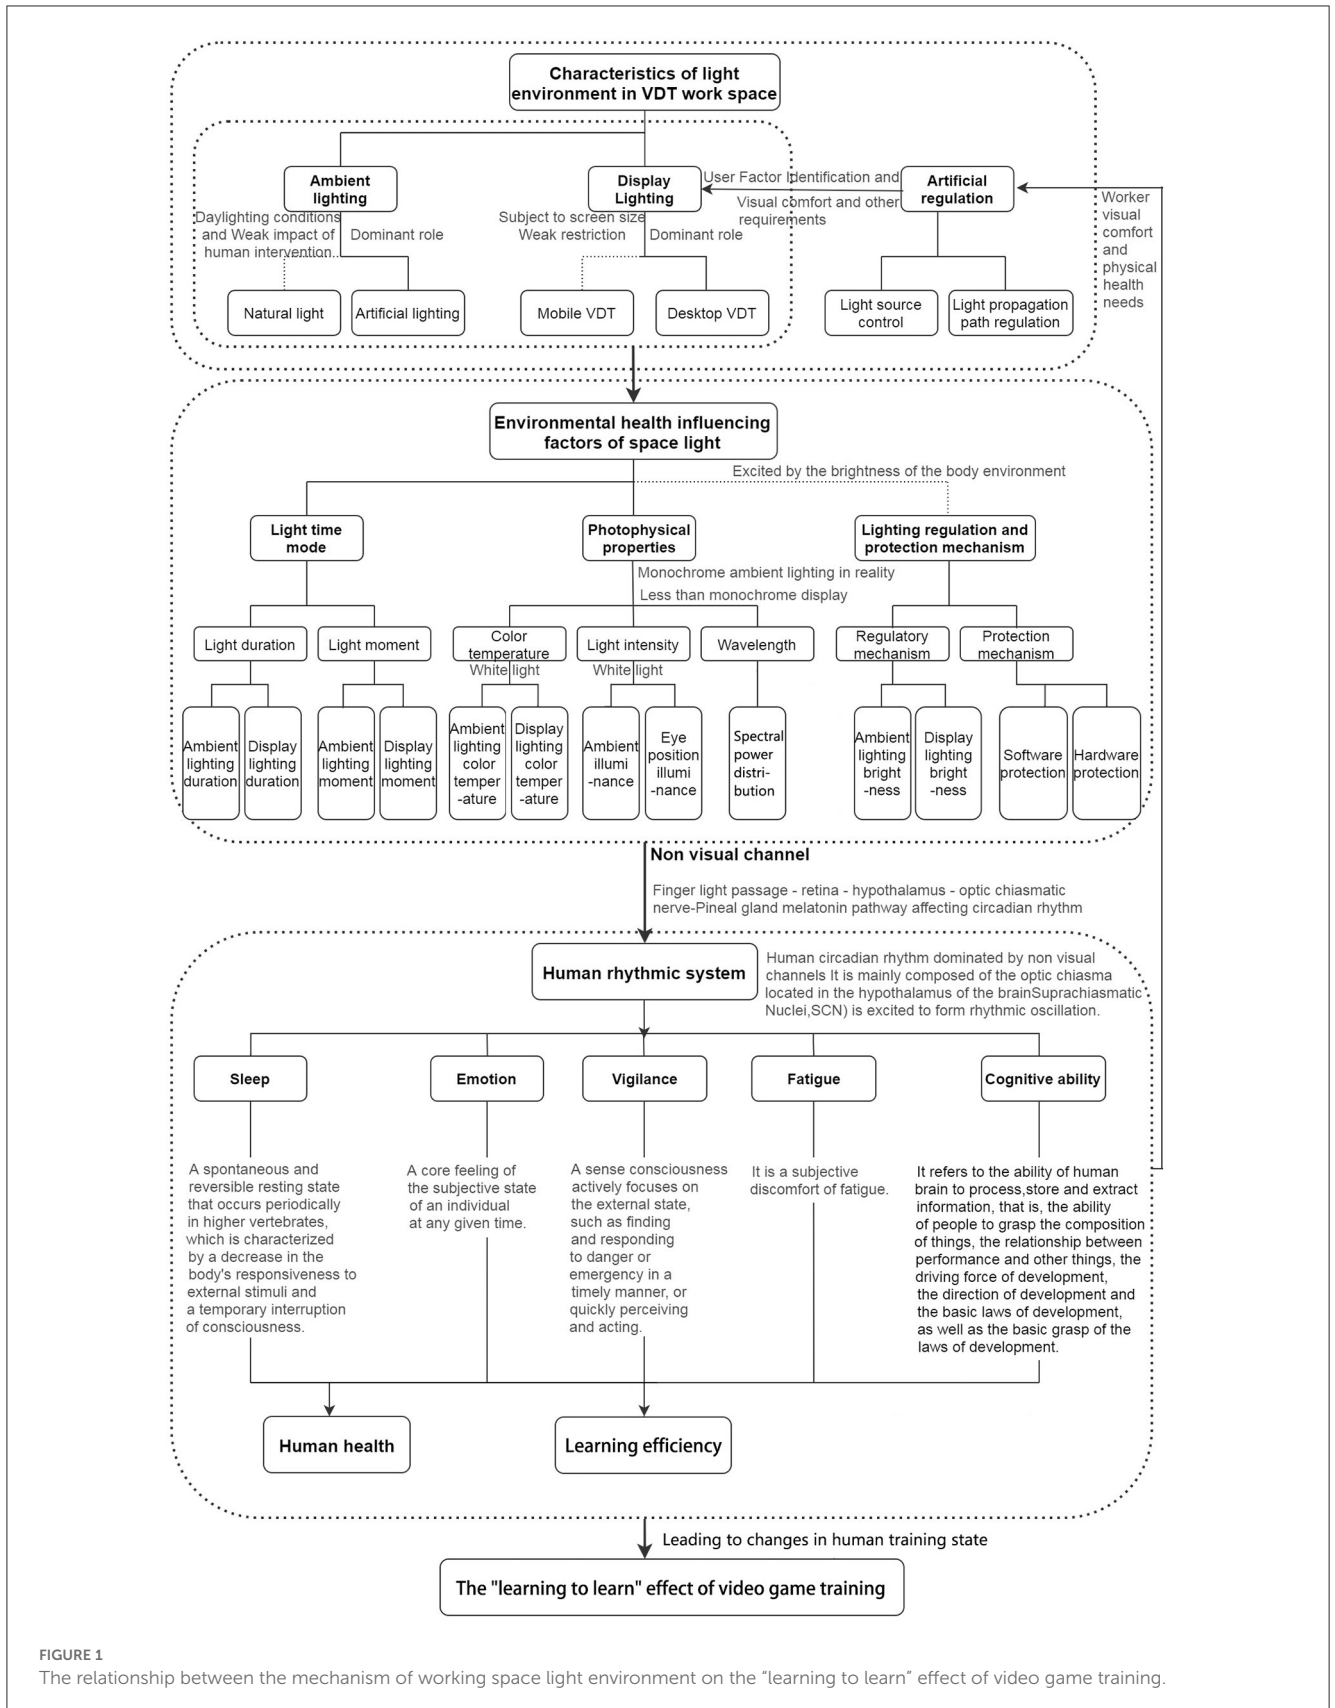 Characteristics of light
environment in VDT work space
Ambient
lighting
Display
Lighting
User Factor Identification and
Visual comfort and other
requirements
Artificial
regulation
Worker
visual
comfort
and
physical
health
needs
Daylighting conditions
and Weak impact of
human intervention
Dominant role
Subject to screen size
Weak restriction
Dominant role
Natural light
Artificial lighting
Mobile VDT
Desktop VDT
Light source
control
Light propagation
path regulation
Environmental health influencing
factors of space light
Excited by the brightness of the body environment
Light time
mode
Photophysical
properties
Lighting regulation and
protection mechanism
Monochrome ambient lighting in reality
Less than monochrome display
Light duration
Light moment
Color
temperature
Light intensity
Wavelength
Regulatory
mechanism
Protection
mechanism
White light
White light
Ambient
lighting
duration
Display
lighting
duration
Ambient
lighting
moment
Display
lighting
moment
Ambient
lighting
color
temper
-ature
Display
lighting
color
temper
-ature
Ambient
illumi
-nance
Eye
position
illumi
-nance
Spectral
power
distri-
bution
Ambient
lighting
bright
-ness
Display
lighting
bright
-ness
Software
protection
Hardware
protection
Non visual channel
Finger light passage - retina - hypothalamus - optic chiasmatic
nerve-Pineal gland melatonin pathway affecting circadian rhythm
Human rhythmic system
Human circadian rhythm dominated by non visual
channels It is mainly composed of the optic chiasma
located in the hypothalamus of the brainSuprachiasmatic
Nuclei,SCN) is excited to form rhythmic oscillation.
Sleep
Emotion
Vigilance
Fatigue
Cognitive ability
A spontaneous and
reversible resting state
that occurs periodically
in higher vertebrates,
which is characterized
by a decrease in the
body's responsiveness to
external stimuli and
a temporary interruption
of consciousness.
A core feeling of
the subjective state
of an individual
at any given time.
A sense consciousness
actively focuses on
the external state,
such as finding
and responding
to danger or
emergency in a
timely manner, or
quickly perceiving
and acting.
It is a subjective
discomfort of fatigue.
It refers to the ability of human
brain to process,store and extract
information, that is, the ability
of people to grasp the composition
of things, the relationship between
performance and other things, the
driving force of development,
the direction of development and
the basic laws of development,
as well as the basic grasp of the
laws of development.
Human health
Learning efficiency
Leading to changes in human training state
The "learning to learn" effect of video game training
FIGURE 1
The relationship between the mechanism of working space light environment on the “learning to learn” effect of video game training.